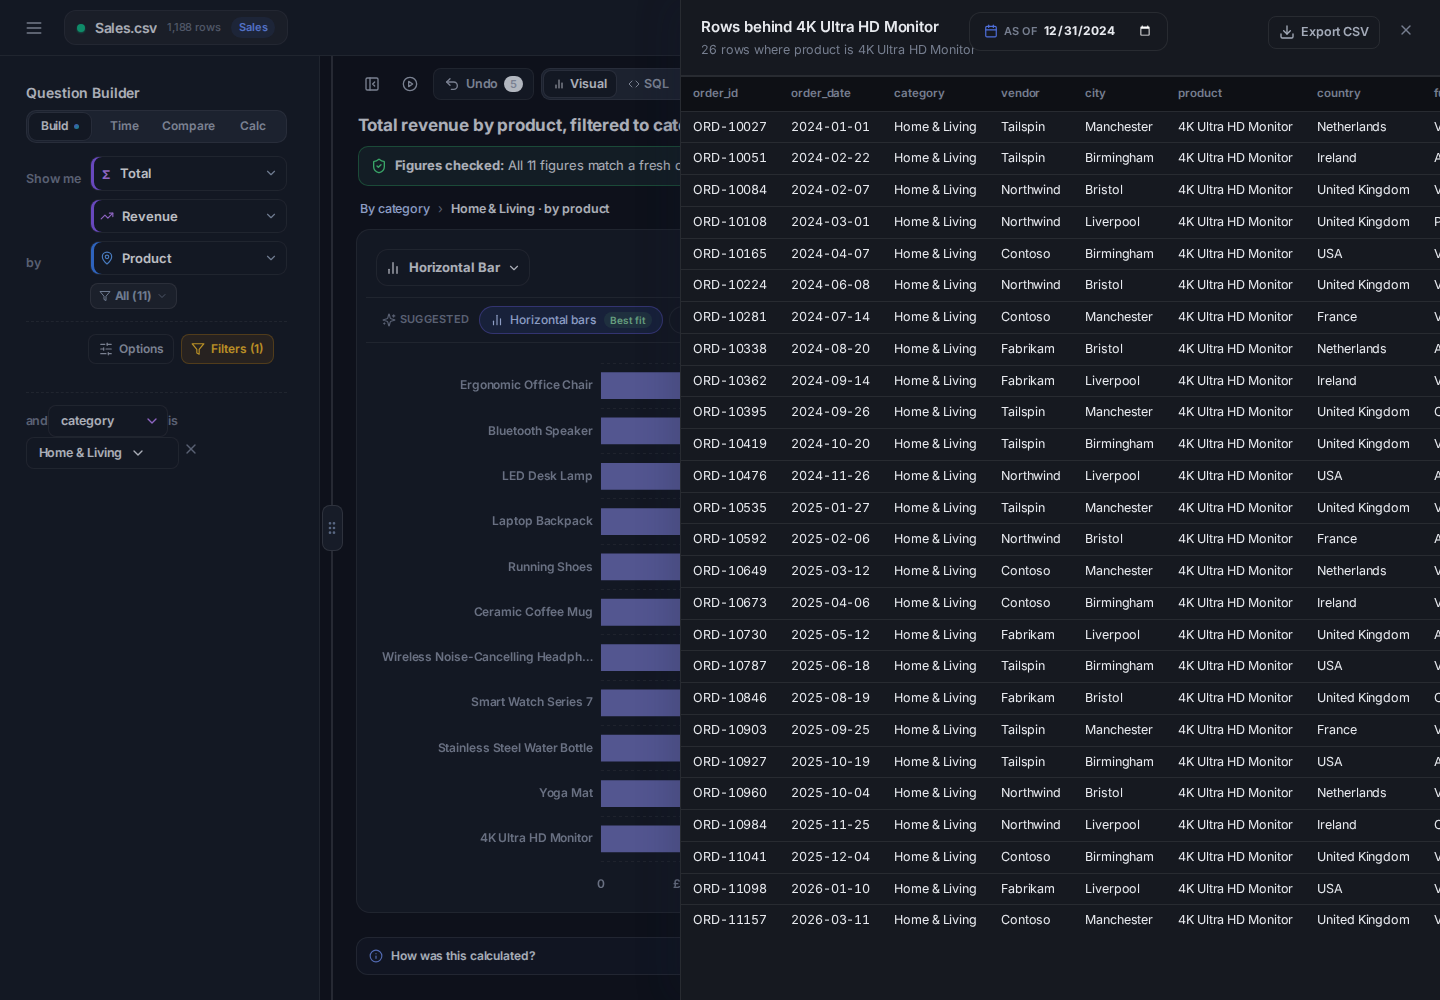 Sales.csv 1,188 rows Sales
Question Builder
Build Time Compare Calc
Show me Total
Revenue
by Product
All (11)
Options Filters (1)
and category is
Home & Living
Undo 5 Visual SQL
Total revenue by product, filtered to cat
Figures checked: All 11 figures match a fresh
By category › Home & Living · by product
Horizontal Bar
SUGGESTED Horizontal bars Best fit
Ergonomic Office Chair
Bluetooth Speaker
LED Desk Lamp
Laptop Backpack
Running Shoes
Ceramic Coffee Mug
Wireless Noise-Cancelling Headph...
Smart Watch Series 7
Stainless Steel Water Bottle
Yoga Mat
4K Ultra HD Monitor
0 £
How was this calculated?
Rows behind 4K Ultra HD Monitor
26 rows where product is 4K Ultra HD Monitor
AS OF 12/31/2024
Export CSV
order_id order_date category vendor city product country
ORD-10027 2024-01-01 Home & Living Tailspin Manchester 4K Ultra HD Monitor Netherlands
ORD-10051 2024-02-22 Home & Living Tailspin Birmingham 4K Ultra HD Monitor Ireland
ORD-10084 2024-02-07 Home & Living Northwind Bristol 4K Ultra HD Monitor United Kingdom
ORD-10108 2024-03-01 Home & Living Northwind Liverpool 4K Ultra HD Monitor United Kingdom
ORD-10165 2024-04-07 Home & Living Contoso Birmingham 4K Ultra HD Monitor USA
ORD-10224 2024-06-08 Home & Living Northwind Bristol 4K Ultra HD Monitor United Kingdom
ORD-10281 2024-07-14 Home & Living Contoso Manchester 4K Ultra HD Monitor France
ORD-10338 2024-08-20 Home & Living Fabrikam Bristol 4K Ultra HD Monitor Netherlands
ORD-10362 2024-09-14 Home & Living Fabrikam Liverpool 4K Ultra HD Monitor Ireland
ORD-10395 2024-09-26 Home & Living Tailspin Manchester 4K Ultra HD Monitor United Kingdom
ORD-10419 2024-10-20 Home & Living Tailspin Birmingham 4K Ultra HD Monitor United Kingdom
ORD-10476 2024-11-26 Home & Living Northwind Liverpool 4K Ultra HD Monitor USA
ORD-10535 2025-01-27 Home & Living Tailspin Manchester 4K Ultra HD Monitor United Kingdom
ORD-10592 2025-02-06 Home & Living Northwind Bristol 4K Ultra HD Monitor France
ORD-10649 2025-03-12 Home & Living Contoso Manchester 4K Ultra HD Monitor Netherlands
ORD-10673 2025-04-06 Home & Living Contoso Birmingham 4K Ultra HD Monitor Ireland
ORD-10730 2025-05-12 Home & Living Fabrikam Liverpool 4K Ultra HD Monitor United Kingdom
ORD-10787 2025-06-18 Home & Living Tailspin Birmingham 4K Ultra HD Monitor USA
ORD-10846 2025-08-19 Home & Living Fabrikam Bristol 4K Ultra HD Monitor United Kingdom
ORD-10903 2025-09-25 Home & Living Tailspin Manchester 4K Ultra HD Monitor France
ORD-10927 2025-10-19 Home & Living Tailspin Birmingham 4K Ultra HD Monitor USA
ORD-10960 2025-10-04 Home & Living Northwind Bristol 4K Ultra HD Monitor Netherlands
ORD-10984 2025-11-25 Home & Living Northwind Liverpool 4K Ultra HD Monitor Ireland
ORD-11041 2025-12-04 Home & Living Contoso Birmingham 4K Ultra HD Monitor United Kingdom
ORD-11098 2026-01-10 Home & Living Fabrikam Liverpool 4K Ultra HD Monitor USA
ORD-11157 2026-03-11 Home & Living Contoso Manchester 4K Ultra HD Monitor United Kingdom